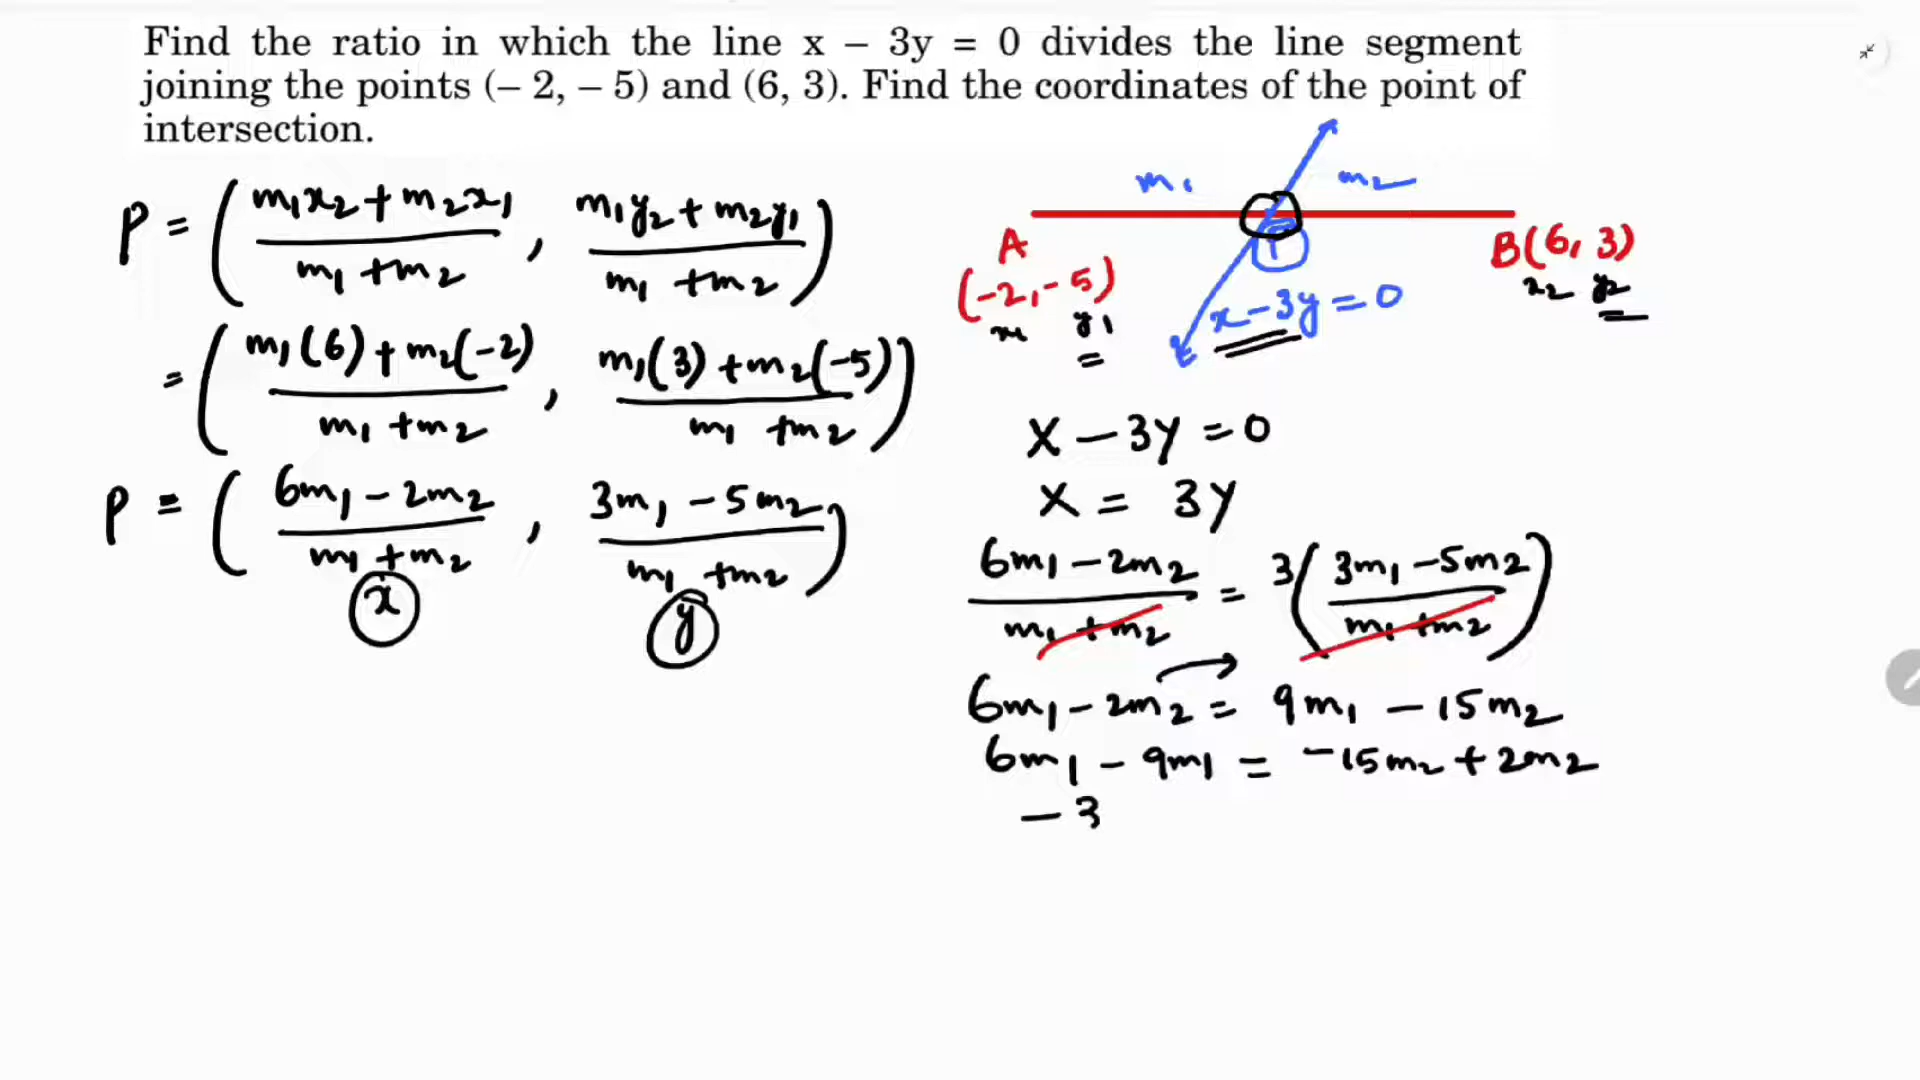 Find the ratio in which the line x – 3y = 0 divides the line segment
joining the points (– 2, – 5) and (6, 3). Find the coordinates of the point of
intersection.
P = ( m₁x₂ + m₂x₁ / m₁ + m₂ , m₁y₂ + m₂y₁ / m₁ + m₂ )
= ( m₁(6) + m₂(-2) / m₁ + m₂ , m₁(3) + m₂(-5) / m₁ + m₂ )
P = ( 6m₁ - 2m₂ / m₁ + m₂ , 3m₁ - 5m₂ / m₁ + m₂ )
x y
m₁ m₂
A B(6, 3)
(-2, -5) x₂ y₂
x₁ y₁
P
x - 3y = 0
X - 3Y = 0
X = 3Y
6m₁ - 2m₂ / m₁ + m₂ = 3( 3m₁ - 5m₂ / m₁ + m₂ )
6m₁ - 2m₂ = 9m₁ - 15m₂
6m₁ - 9m₁ = -15m₂ + 2m₂
- 3